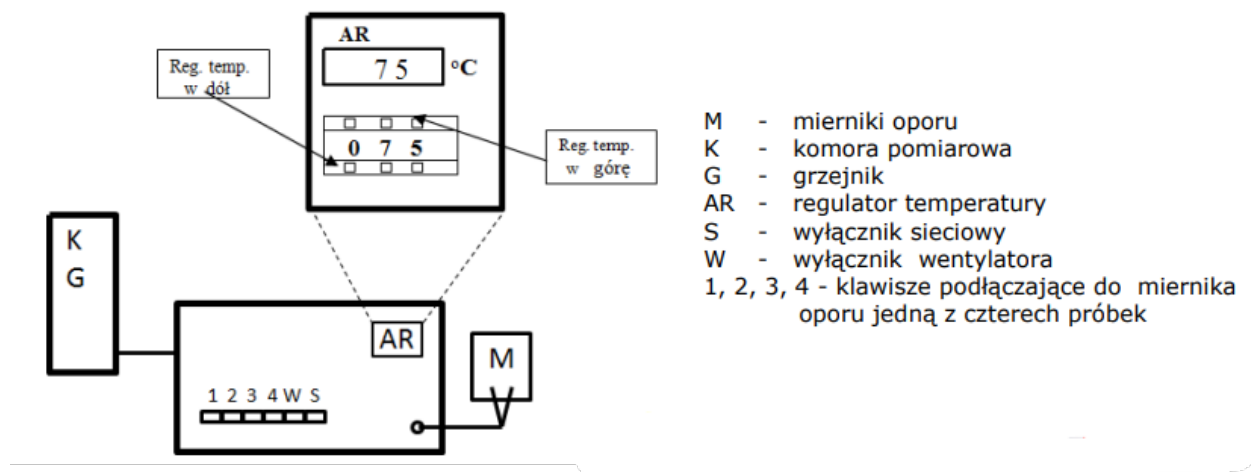 AR
75 °C
Reg. temp.
w dół
0 7 5
Reg. temp.
w górę
K
G
AR
M
1 2 3 4 W S
M - mierniki oporu
K - komora pomiarowa
G - grzejnik
AR - regulator temperatury
S - wyłącznik sieciowy
W - wyłącznik wentylatora
1, 2, 3, 4 - klawisze podłączające do miernika
oporu jedną z czterech próbek